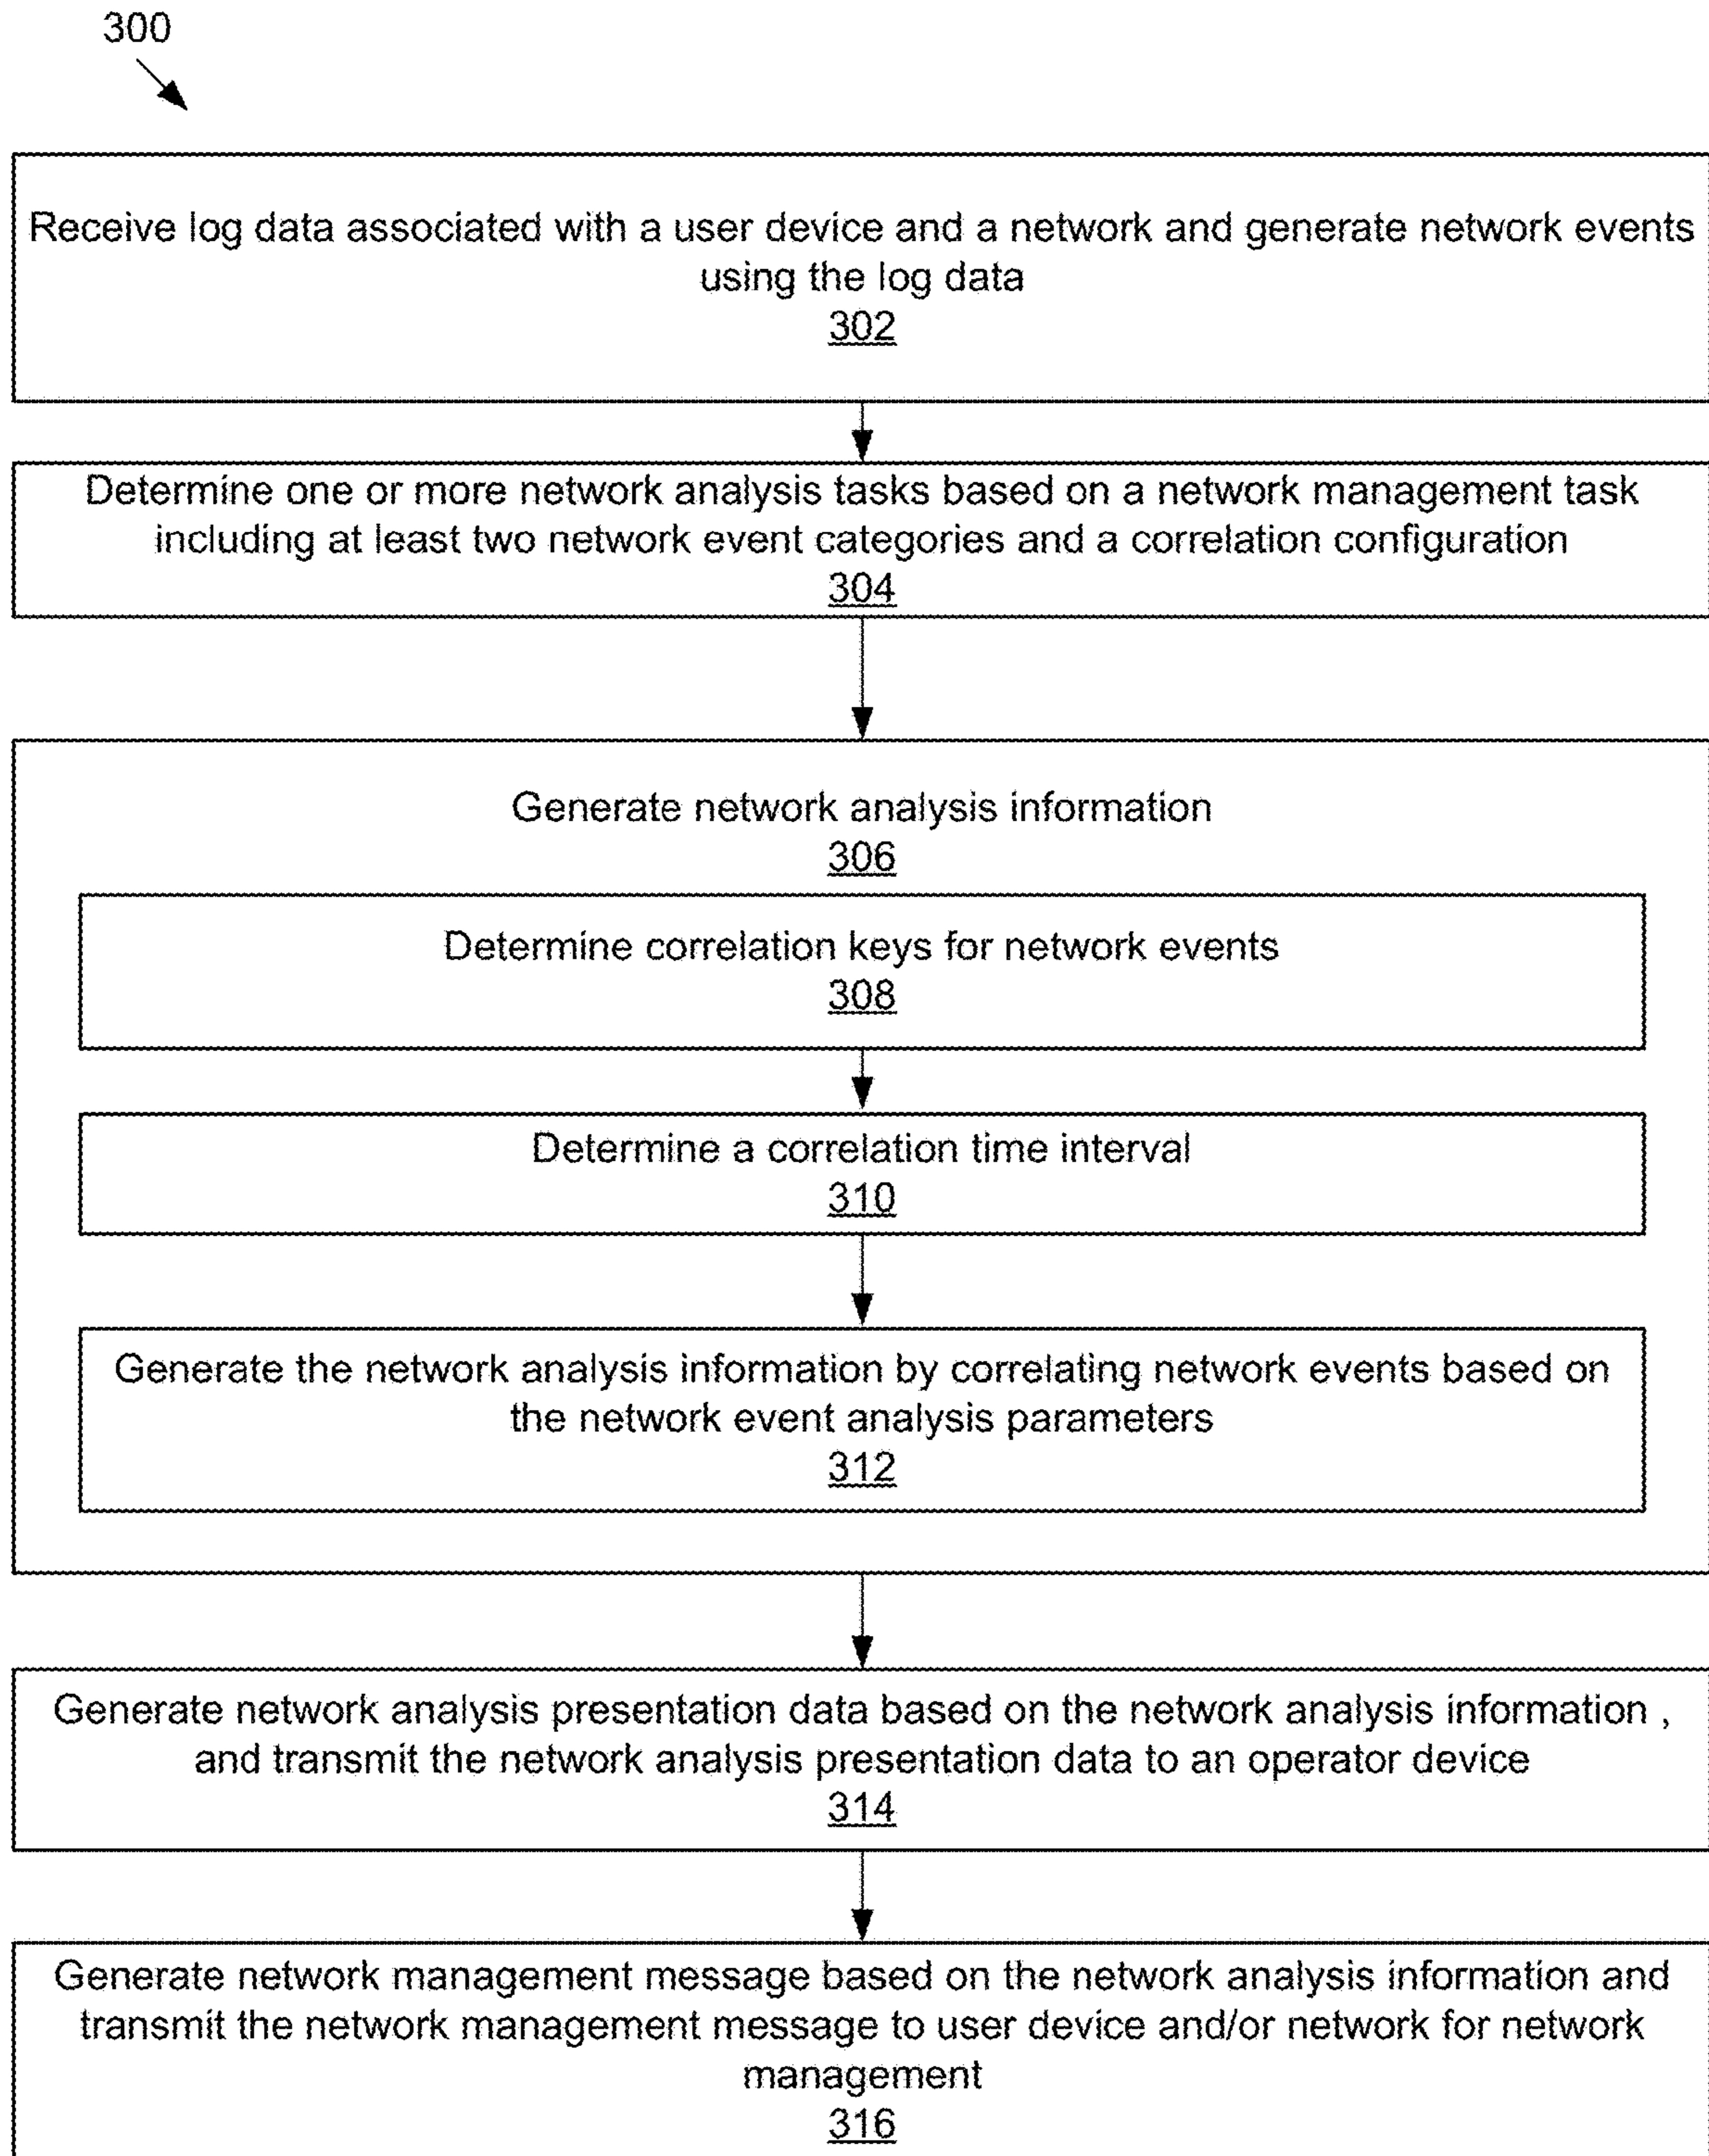 300
Receive log data associated with a user device and a network and generate network events
using the log data
302
Determine one or more network analysis tasks based on a network management task
including at least two network event categories and a correlation configuration
304
Generate network analysis information
306
Determine correlation keys for network events
308
Determine a correlation time interval
310
Generate the network analysis information by correlating network events based on
the network event analysis parameters
312
Generate network analysis presentation data based on the network analysis information ,
and transmit the network analysis presentation data to an operator device
314
Generate network management message based on the network analysis information and
transmit the network management message to user device and/or network for network
management
316